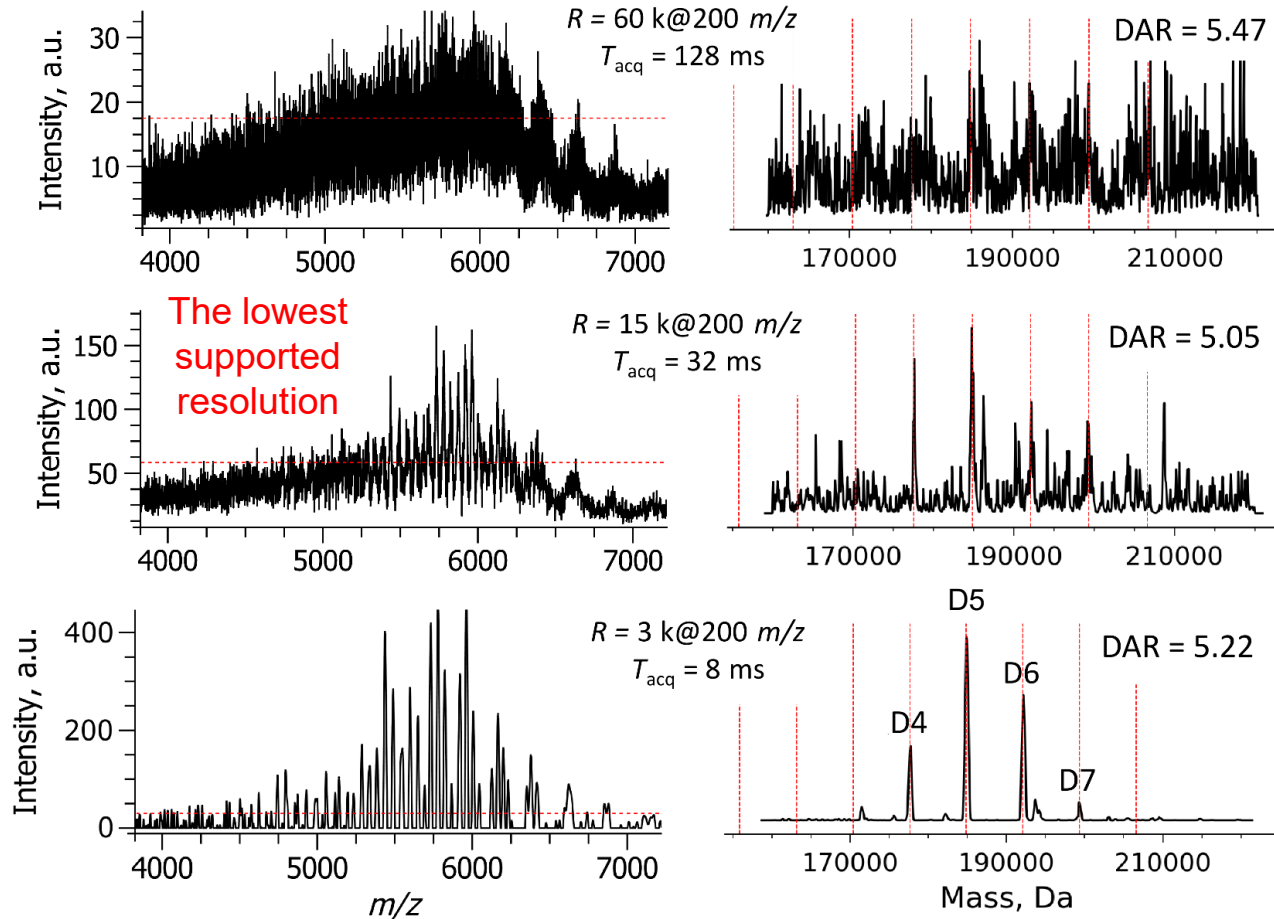 R = 60 k@200 m/z
T_acq = 128 ms
DAR = 5.47
Intensity, a.u.
30
20
10
4000 5000 6000 7000
170000 190000 210000
The lowest
supported
resolution
R = 15 k@200 m/z
T_acq = 32 ms
DAR = 5.05
Intensity, a.u.
150
100
50
4000 5000 6000 7000
170000 190000 210000
R = 3 k@200 m/z
T_acq = 8 ms
D5
DAR = 5.22
D6
D4
D7
Intensity, a.u.
400
200
0
4000 5000 6000 7000
170000 190000 210000
m/z
Mass, Da